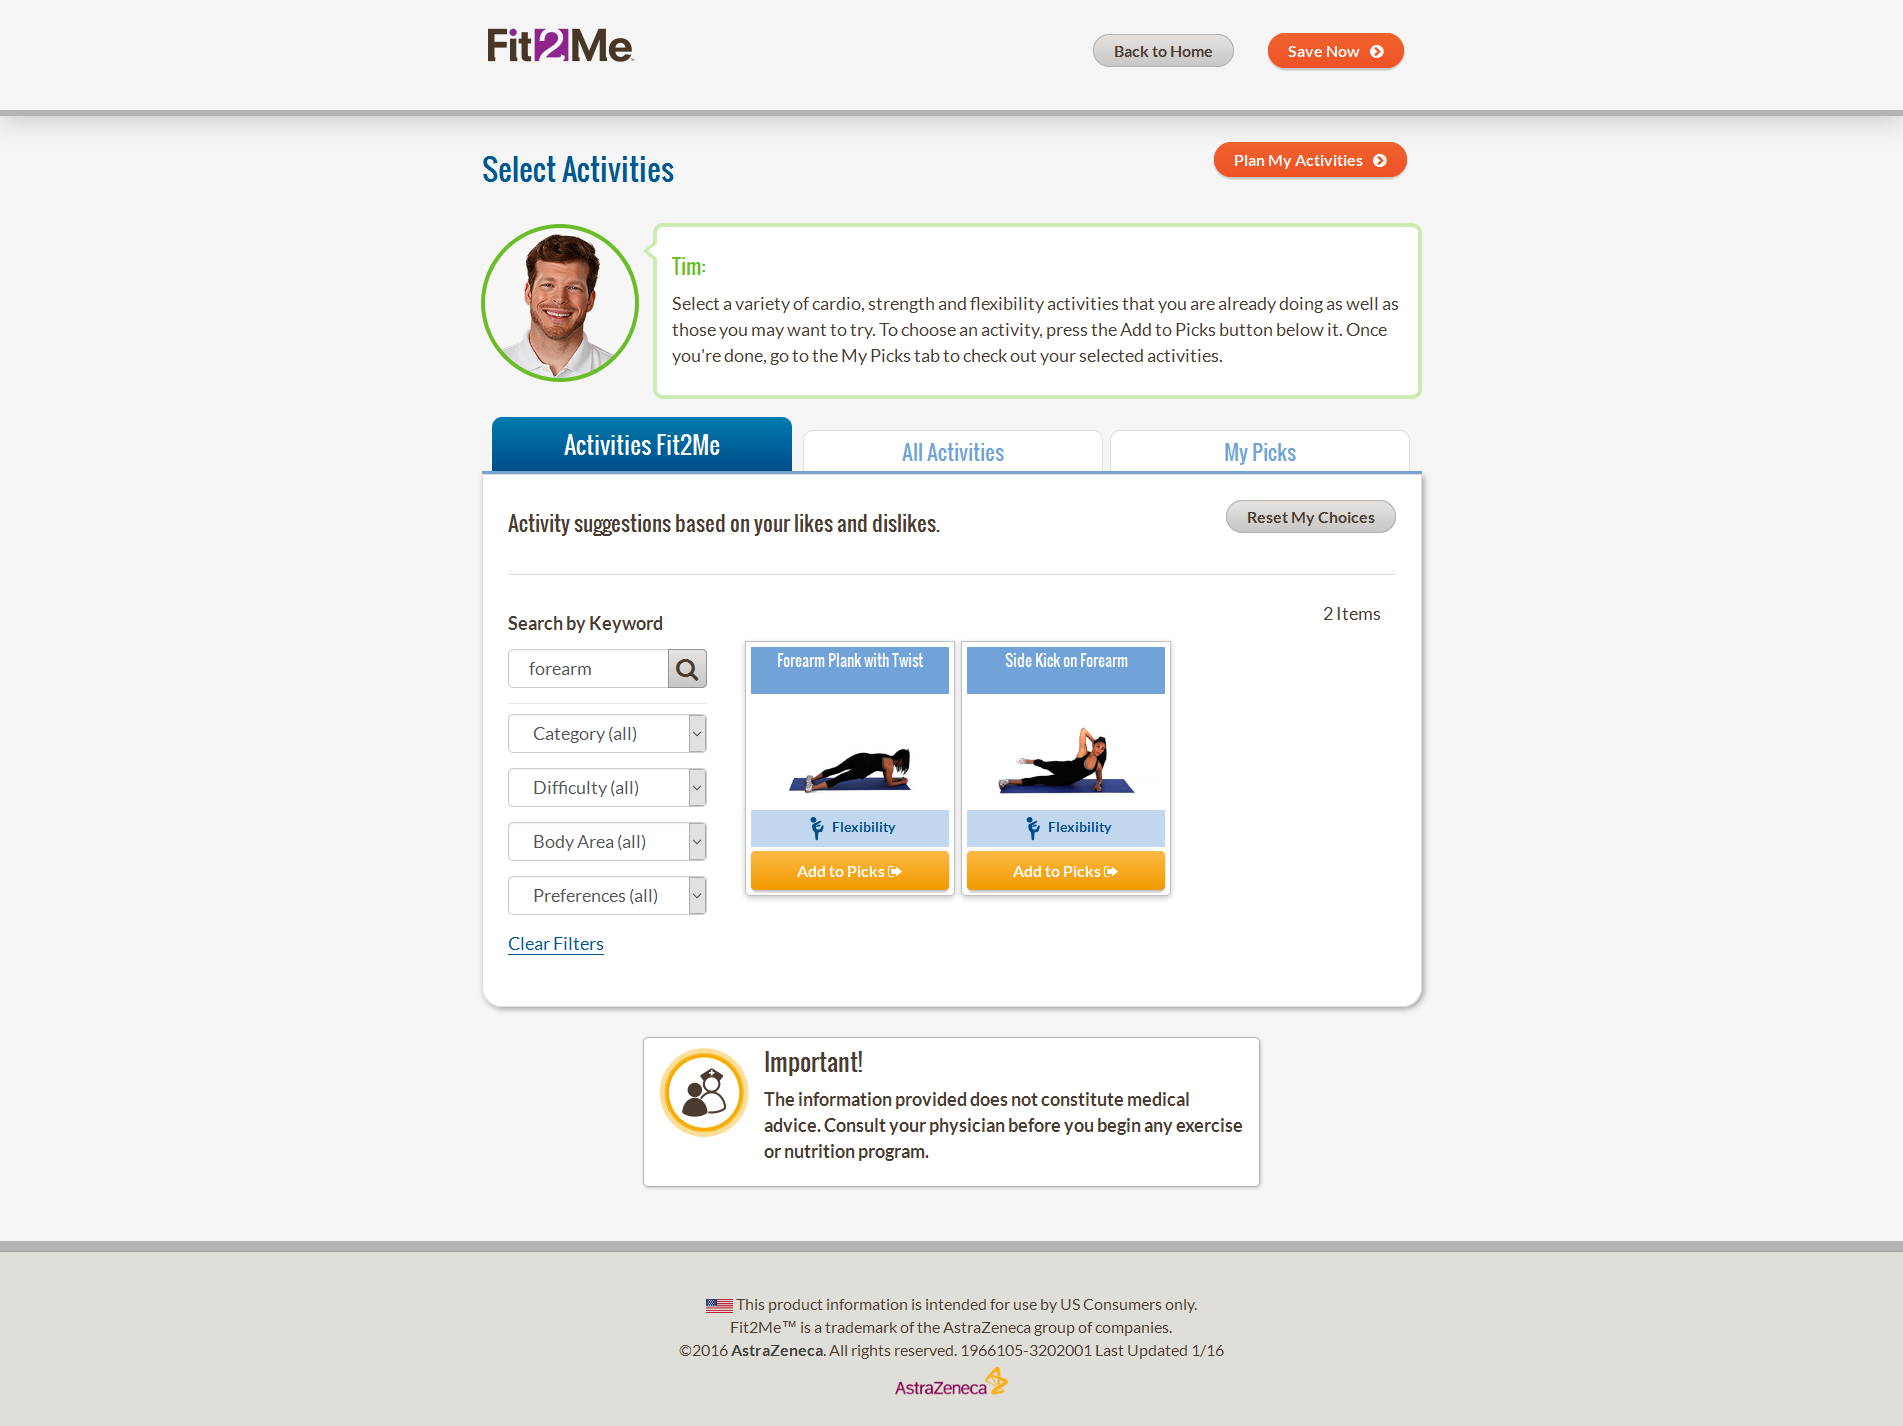 Fit2Me
Back to Home
Save Now
Select Activities
Plan My Activities
Tim:
Select a variety of cardio, strength and flexibility activities that you are already doing as well as
those you may want to try. To choose an activity, press the Add to Picks button below it. Once
you're done, go to the My Picks tab to check out your selected activities.
Activities Fit2Me
All Activities
My Picks
Activity suggestions based on your likes and dislikes.
Reset My Choices
Search by Keyword
2 Items
forearm
Category (all)
Difficulty (all)
Body Area (all)
Preferences (all)
Clear Filters
Forearm Plank with Twist
Flexibility
Add to Picks
Side Kick on Forearm
Flexibility
Add to Picks
Important!
The information provided does not constitute medical
advice. Consult your physician before you begin any exercise
or nutrition program.
This product information is intended for use by US Consumers only.
Fit2Me™ is a trademark of the AstraZeneca group of companies.
©2016 AstraZeneca. All rights reserved. 1966105-3202001 Last Updated 1/16
AstraZeneca